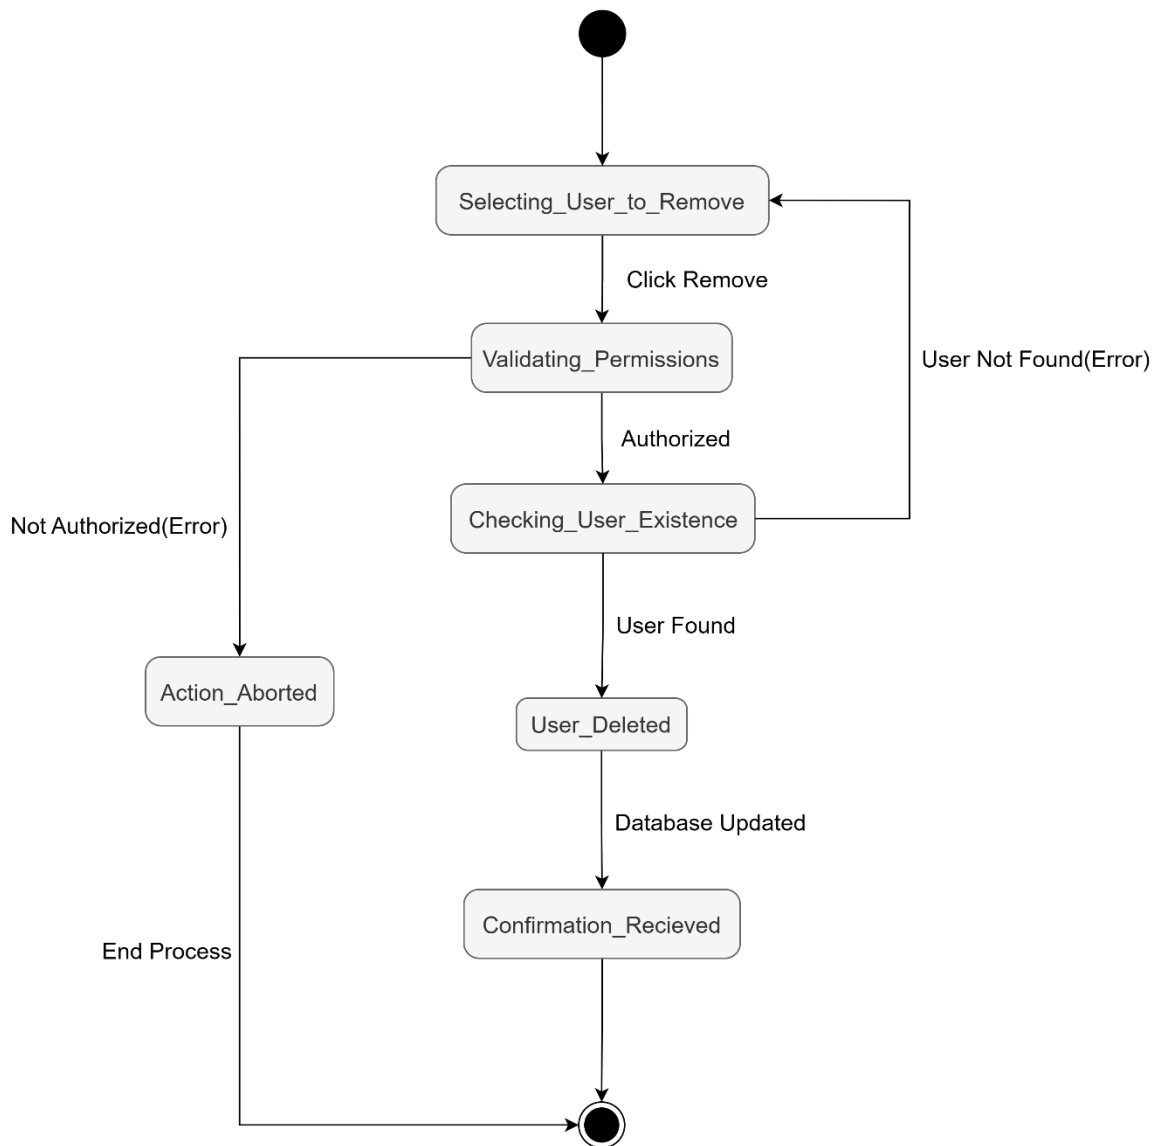 Selecting_User_to_Remove
Click Remove
Validating_Permissions
User Not Found(Error)
Authorized
Not Authorized(Error)
Checking_User_Existence
User Found
Action_Aborted
User_Deleted
Database Updated
Confirmation_Recieved
End Process